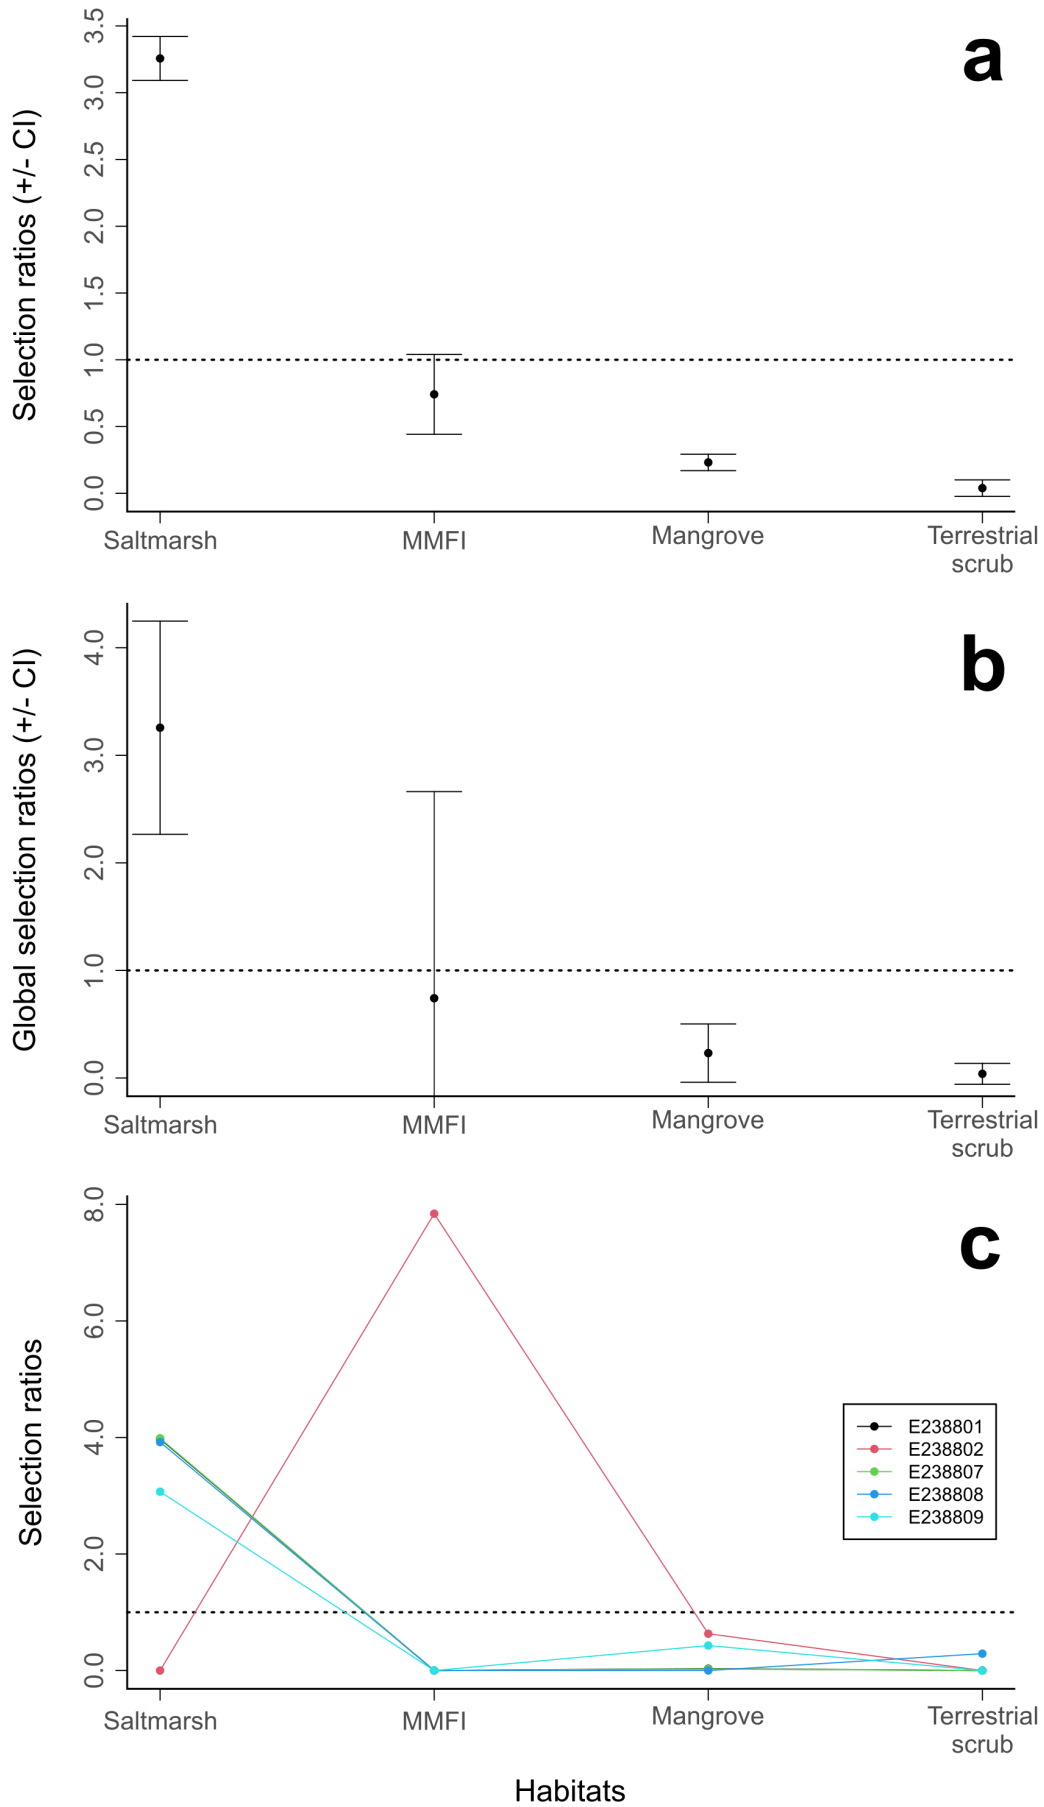 a
Selection ratios (+/- CI)
3.5
3.0
2.5
2.0
1.5
1.0
0.5
0.0
Saltmarsh
MMFI
Mangrove
Terrestrial
scrub
b
Global selection ratios (+/- CI)
4.0
3.0
2.0
1.0
0.0
Saltmarsh
MMFI
Mangrove
Terrestrial
scrub
c
Selection ratios
8.0
6.0
4.0
2.0
0.0
E238801
E238802
E238807
E238808
E238809
Saltmarsh
MMFI
Mangrove
Terrestrial
scrub
Habitats